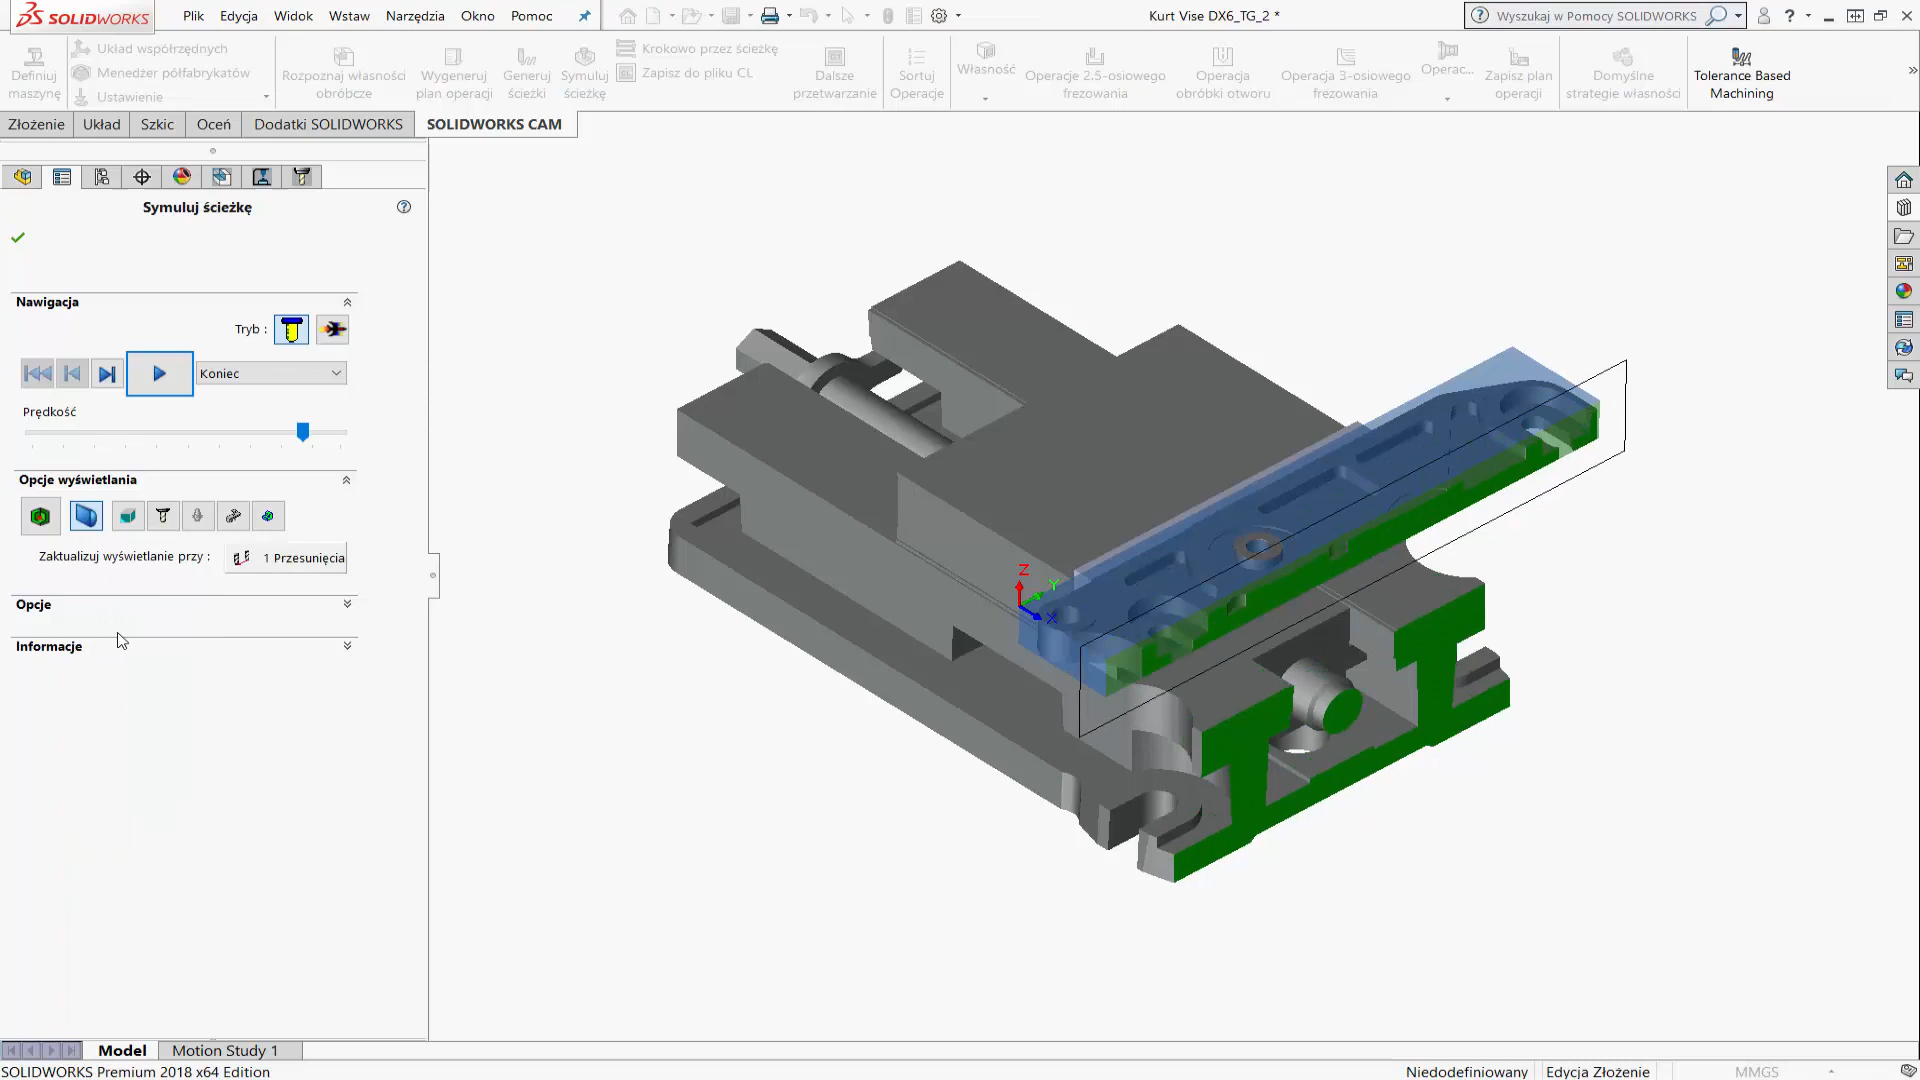 SOLIDWORKS
Plik Edycja Widok Wstaw Narzędzia Okno Pomoc
Kurt Vise DX6_TG_2 *
Wyszukaj w Pomocy SOLIDWORKS
Definiuj maszynę
Układ współrzędnych
Menedżer półfabrykatów
Ustawienie
Rozpoznaj własności obróbcze
Wygeneruj plan operacji
Generuj ścieżki
Symuluj ścieżkę
Krokowo przez ścieżkę
Zapisz do pliku CL
Dalsze przetwarzanie
Sortuj Operacje
Własność
Operacje 2.5-osiowego frezowania
Operacja obróbki otworu
Operacja 3-osiowego frezowania
Operac...
Zapisz plan operacji
Domyślne strategie własności
Tolerance Based Machining
Złożenie Układ Szkic Oceń Dodatki SOLIDWORKS SOLIDWORKS CAM
Symuluj ścieżkę
Nawigacja
Tryb :
Koniec
Prędkość
Opcje wyświetlania
Zaktualizuj wyświetlanie przy : 1 Przesunięcia
Opcje
Informacje
Z
Y
X
Model Motion Study 1
SOLIDWORKS Premium 2018 x64 Edition
Niedodefiniowany Edycja Złożenie MMGS